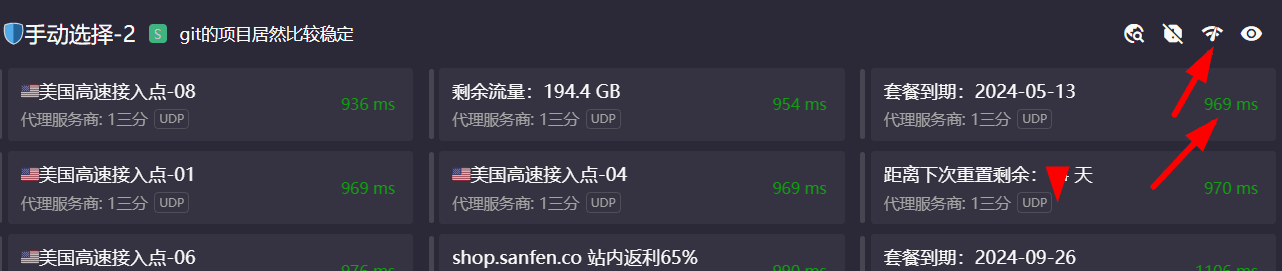 手动选择-2 S git的项目居然比较稳定
美国高速接入点-08
代理服务商: 1三分 UDP
936 ms
剩余流量：194.4 GB
代理服务商: 1三分 UDP
954 ms
套餐到期：2024-05-13
代理服务商: 1三分 UDP
969 ms
美国高速接入点-01
代理服务商: 1三分 UDP
969 ms
美国高速接入点-04
代理服务商: 1三分 UDP
969 ms
距离下次重置剩余： 天
代理服务商: 1三分 UDP
970 ms
美国高速接入点-06
976 ms
shop.sanfen.co 站内返利65%
990 ms
套餐到期：2024-09-26
1106 ms